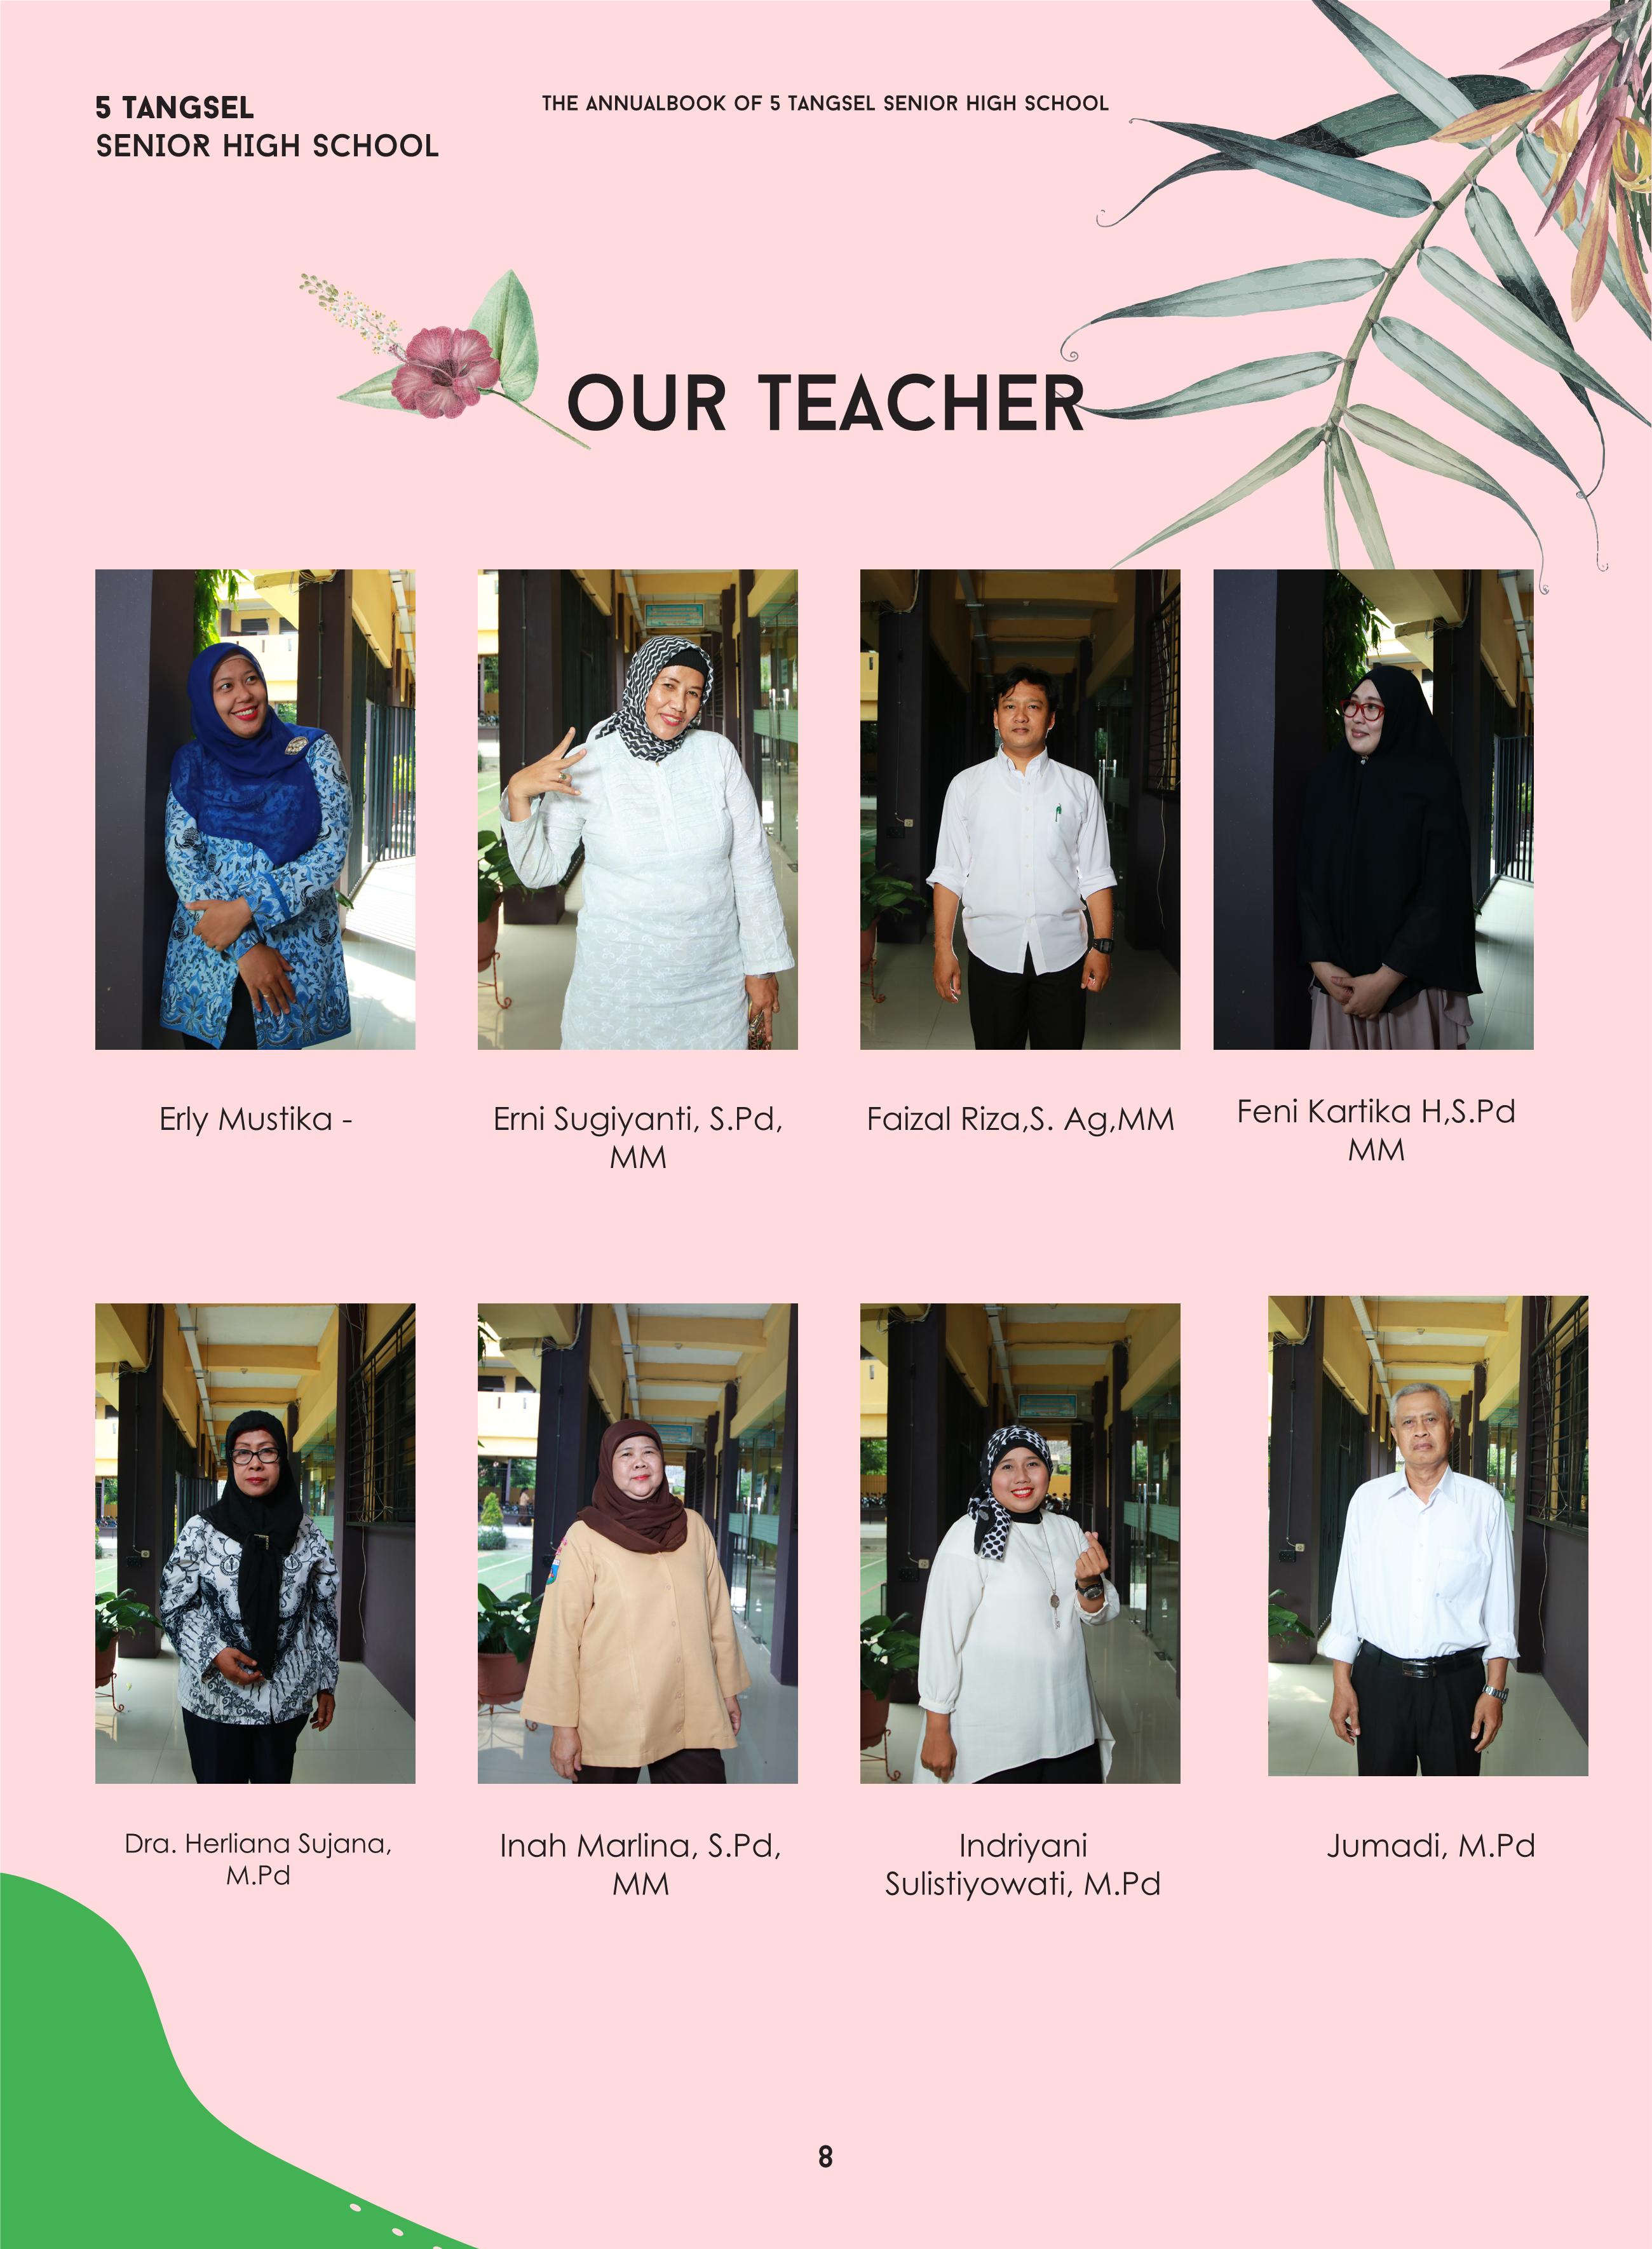 5 TANGSEL
SENIOR HIGH SCHOOL
THE ANNUALBOOK OF 5 TANGSEL SENIOR HIGH SCHOOL
OUR TEACHER
Erly Mustika -
Erni Sugiyanti, S.Pd,
MM
Faizal Riza,S. Ag,MM
Feni Kartika H,S.Pd
MM
Dra. Herliana Sujana,
M.Pd
Inah Marlina, S.Pd,
MM
Indriyani
Sulistiyowati, M.Pd
Jumadi, M.Pd
8